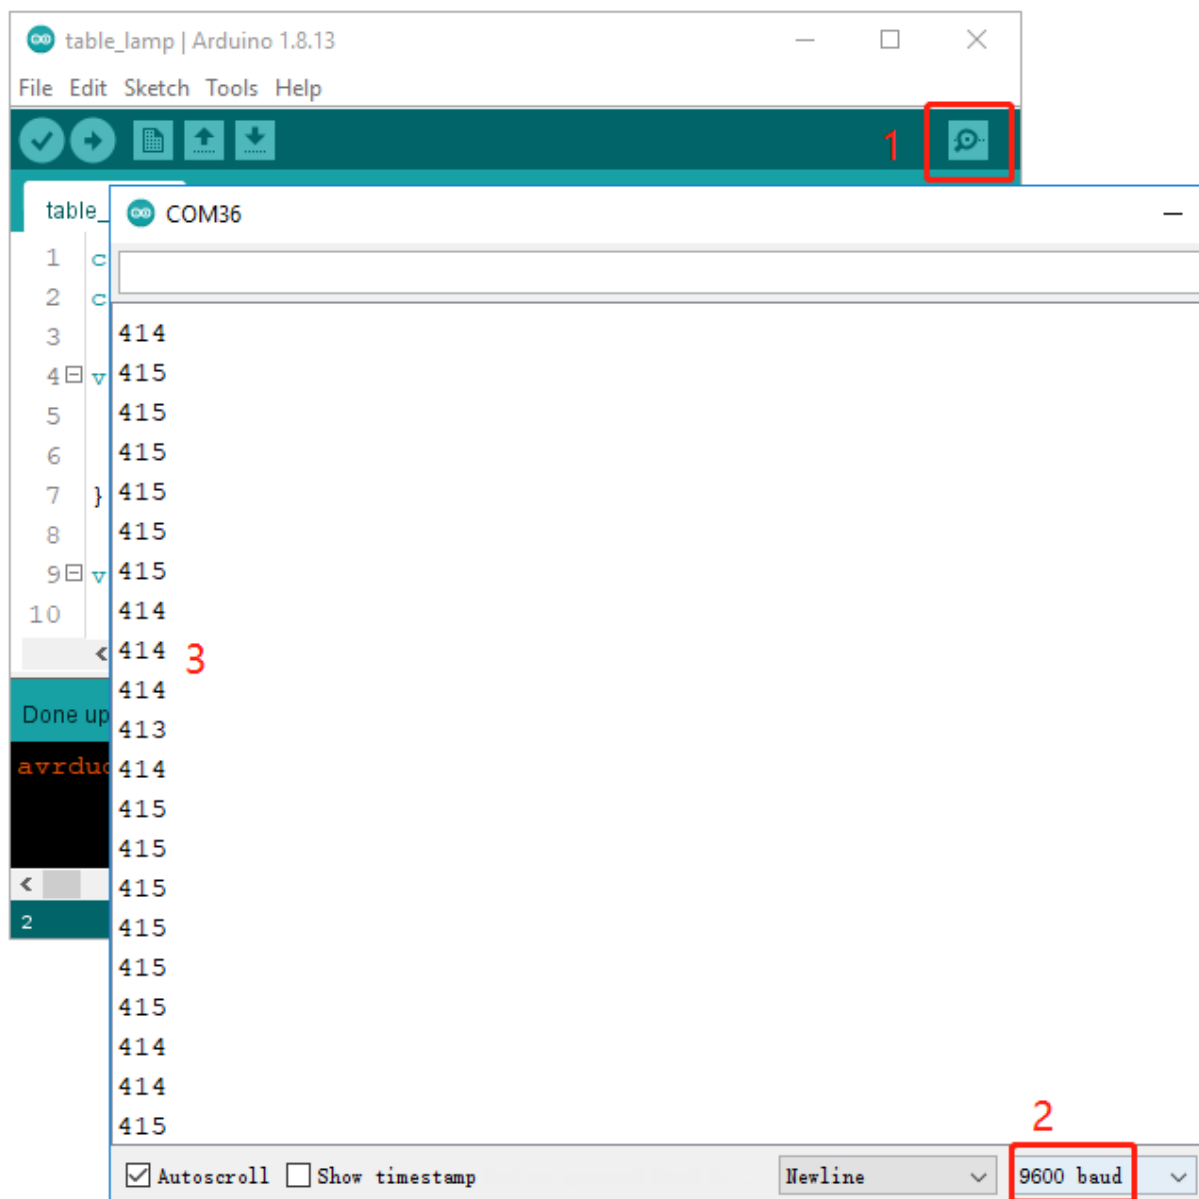 table_lamp | Arduino 1.8.13
File Edit Sketch Tools Help
1
table_
COM36
1 c
2 c
3
4 v
5
6
7 }
8
9 v
10
414
415
415
415
415
415
415
414
414
3
414
413
414
415
415
415
415
415
415
414
414
415
Done up
avrdud
2
2
Autoscroll Show timestamp Newline 9600 baud